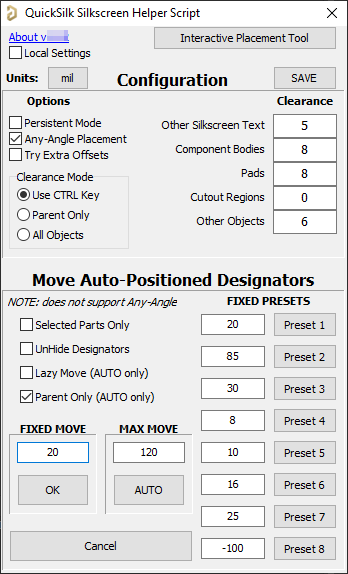 QuickSilk Silkscreen Helper Script
About
Interactive Placement Tool
Local Settings
Units:
mil
Configuration
SAVE
Options
Clearance
Persistent Mode
Any-Angle Placement
Try Extra Offsets
Other Silkscreen Text
5
Component Bodies
8
Pads
8
Cutout Regions
0
Other Objects
6
Clearance Mode
Use CTRL Key
Parent Only
All Objects
Move Auto-Positioned Designators
NOTE: does not support Any-Angle
FIXED PRESETS
Selected Parts Only
UnHide Designators
Lazy Move (AUTO only)
Parent Only (AUTO only)
20
Preset 1
85
Preset 2
30
Preset 3
8
Preset 4
10
Preset 5
16
Preset 6
25
Preset 7
-100
Preset 8
FIXED MOVE
20
OK
MAX MOVE
120
AUTO
Cancel